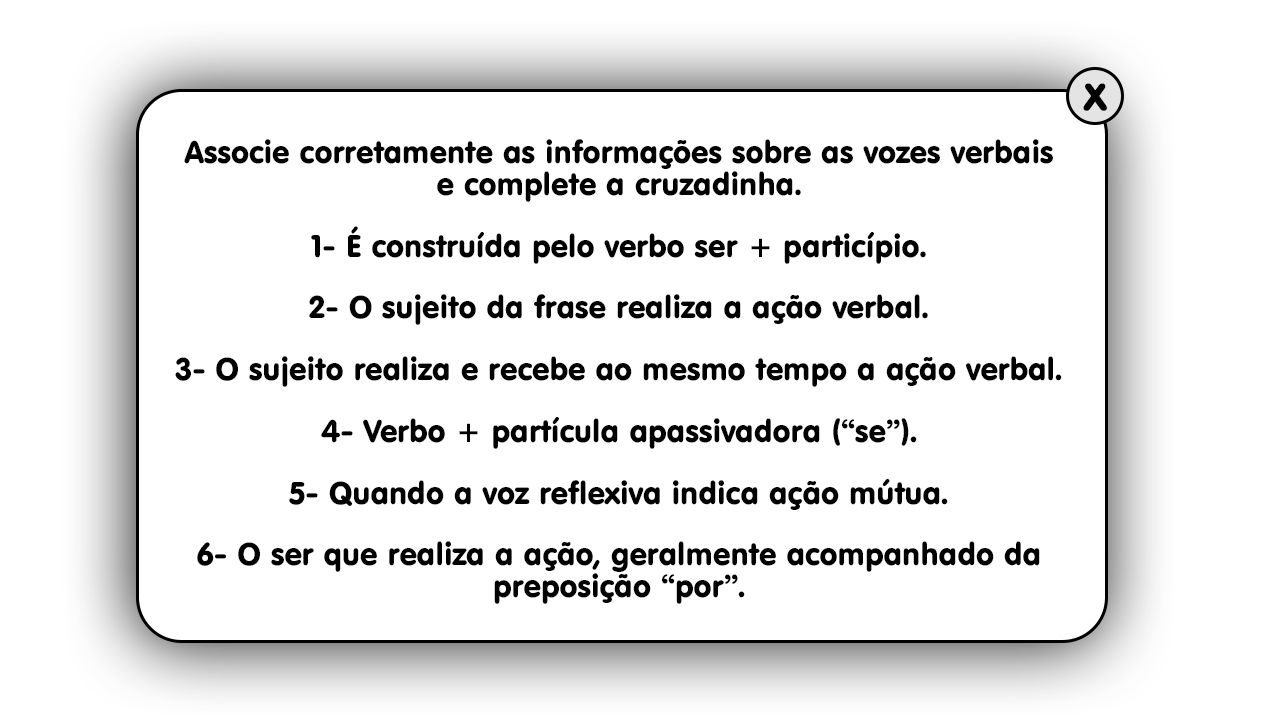 X
Associe corretamente as informações sobre as vozes verbais
e complete a cruzadinha.
1- É construída pelo verbo ser + particípio.
2- O sujeito da frase realiza a ação verbal.
3- O sujeito realiza e recebe ao mesmo tempo a ação verbal.
4- Verbo + partícula apassivadora (“se”).
5- Quando a voz reflexiva indica ação mútua.
6- O ser que realiza a ação, geralmente acompanhado da
preposição “por”.